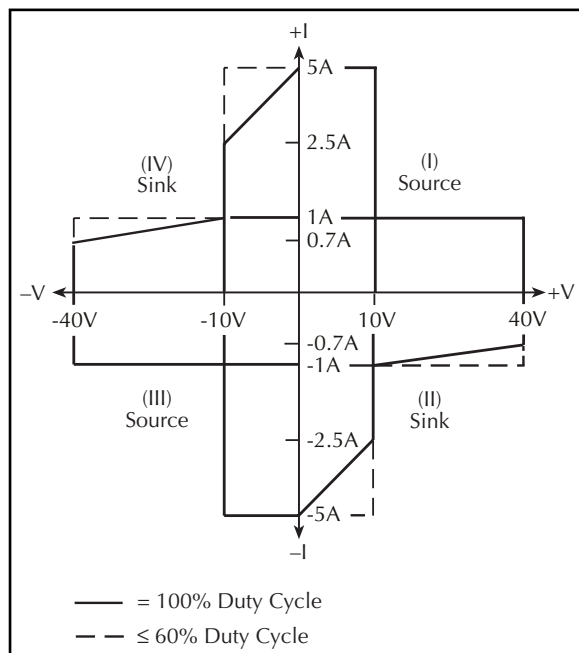 +I
5A
2.5A
(IV)
Sink
(I)
Source
1A
0.7A
–V
+V
-40V
-10V
10V
40V
-0.7A
-1A
(III)
Source
(II)
Sink
-2.5A
-5A
–I
= 100% Duty Cycle
≤ 60% Duty Cycle